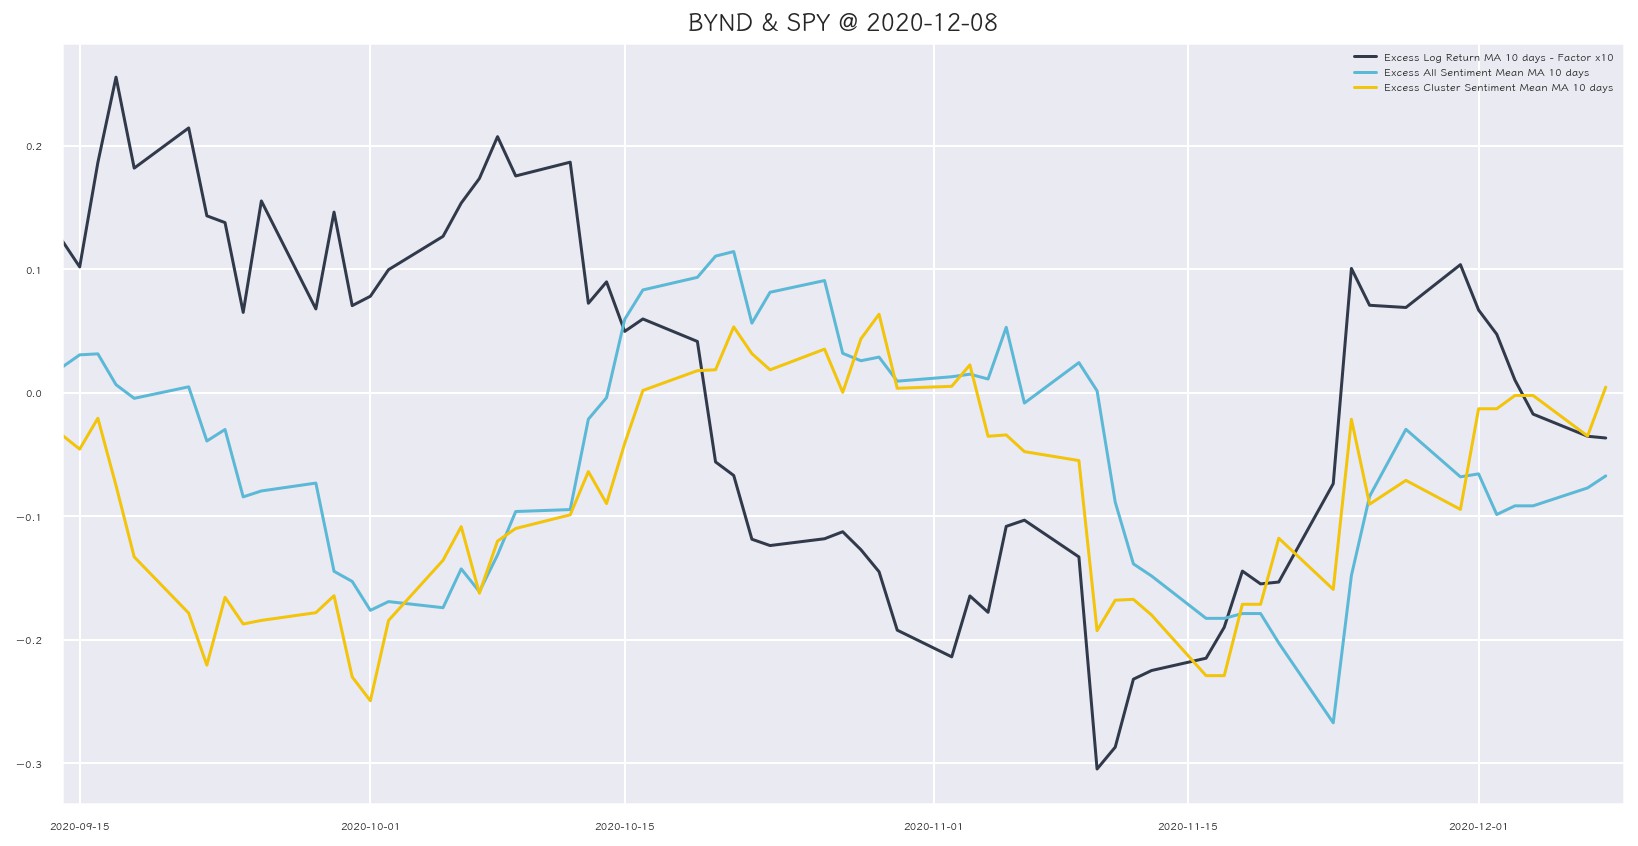 BYND & SPY @ 2020-12-08
Excess Log Return MA 10 days - Factor x10
Excess All Sentiment Mean MA 10 days
Excess Cluster Sentiment Mean MA 10 days
0.2
0.1
0.0
−0.1
−0.2
−0.3
2020-09-15 2020-10-01 2020-10-15 2020-11-01 2020-11-15 2020-12-01